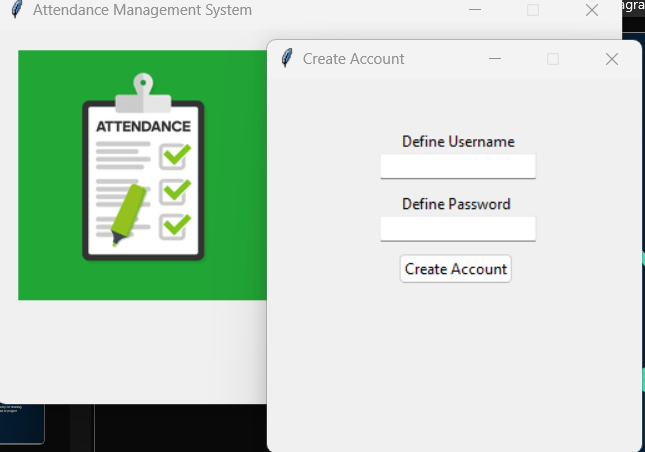 Attendance Management System
ATTENDANCE
Create Account
Define Username
Define Password
Create Account